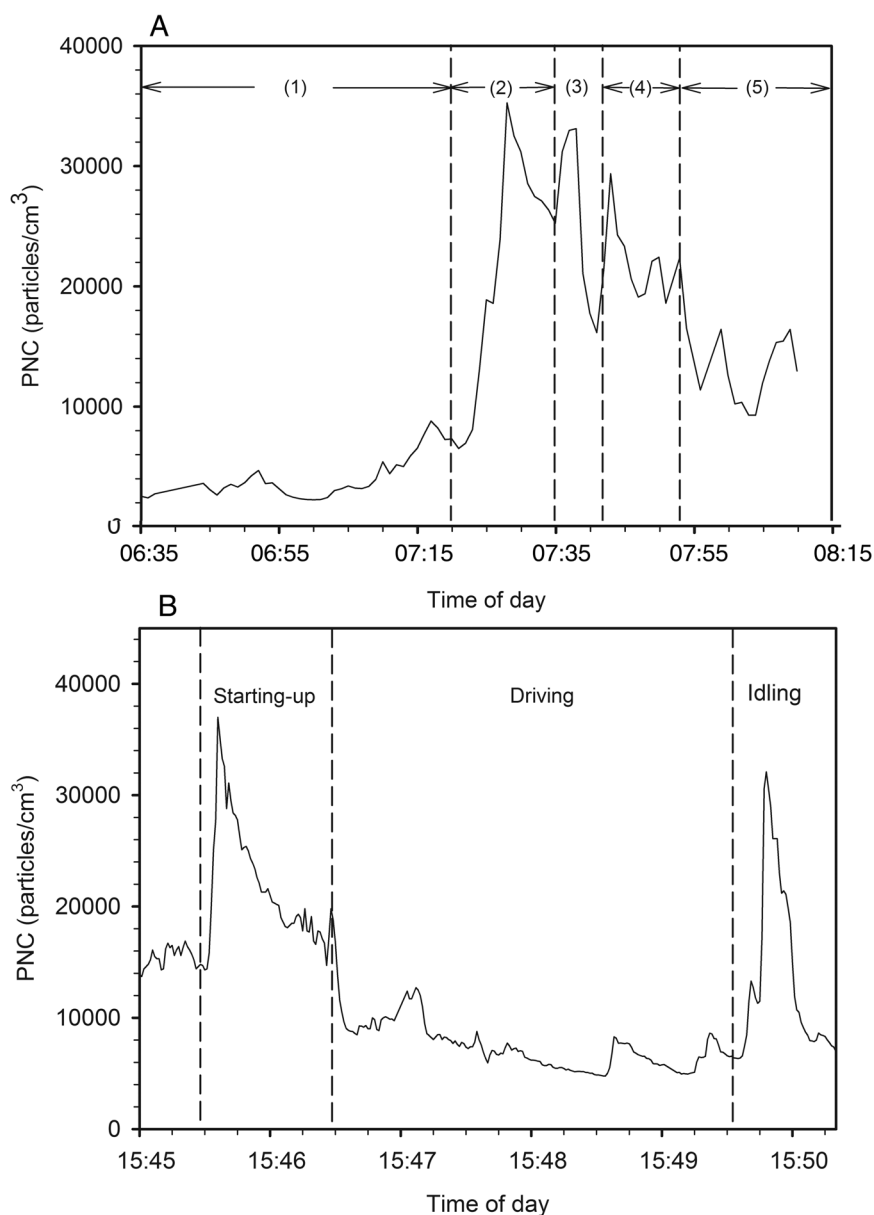 A
40000
(1) (2) (3) (4) (5)
30000
20000
10000
0
PNC (particles/cm3)
06:35 06:55 07:15 07:35 07:55 08:15
Time of day
B
40000
Starting-up Driving Idling
30000
20000
10000
0
PNC (particles/cm3)
15:45 15:46 15:47 15:48 15:49 15:50
Time of day